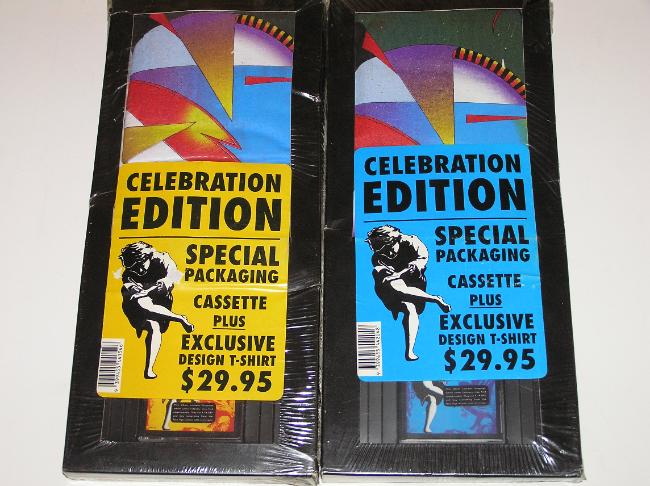 CELEBRATION
EDITION
SPECIAL
PACKAGING
CASSETTE
PLUS
EXCLUSIVE
DESIGN T-SHIRT
$29.95
CELEBRATION
EDITION
SPECIAL
PACKAGING
CASSETTE
PLUS
EXCLUSIVE
DESIGN T-SHIRT
$29.95